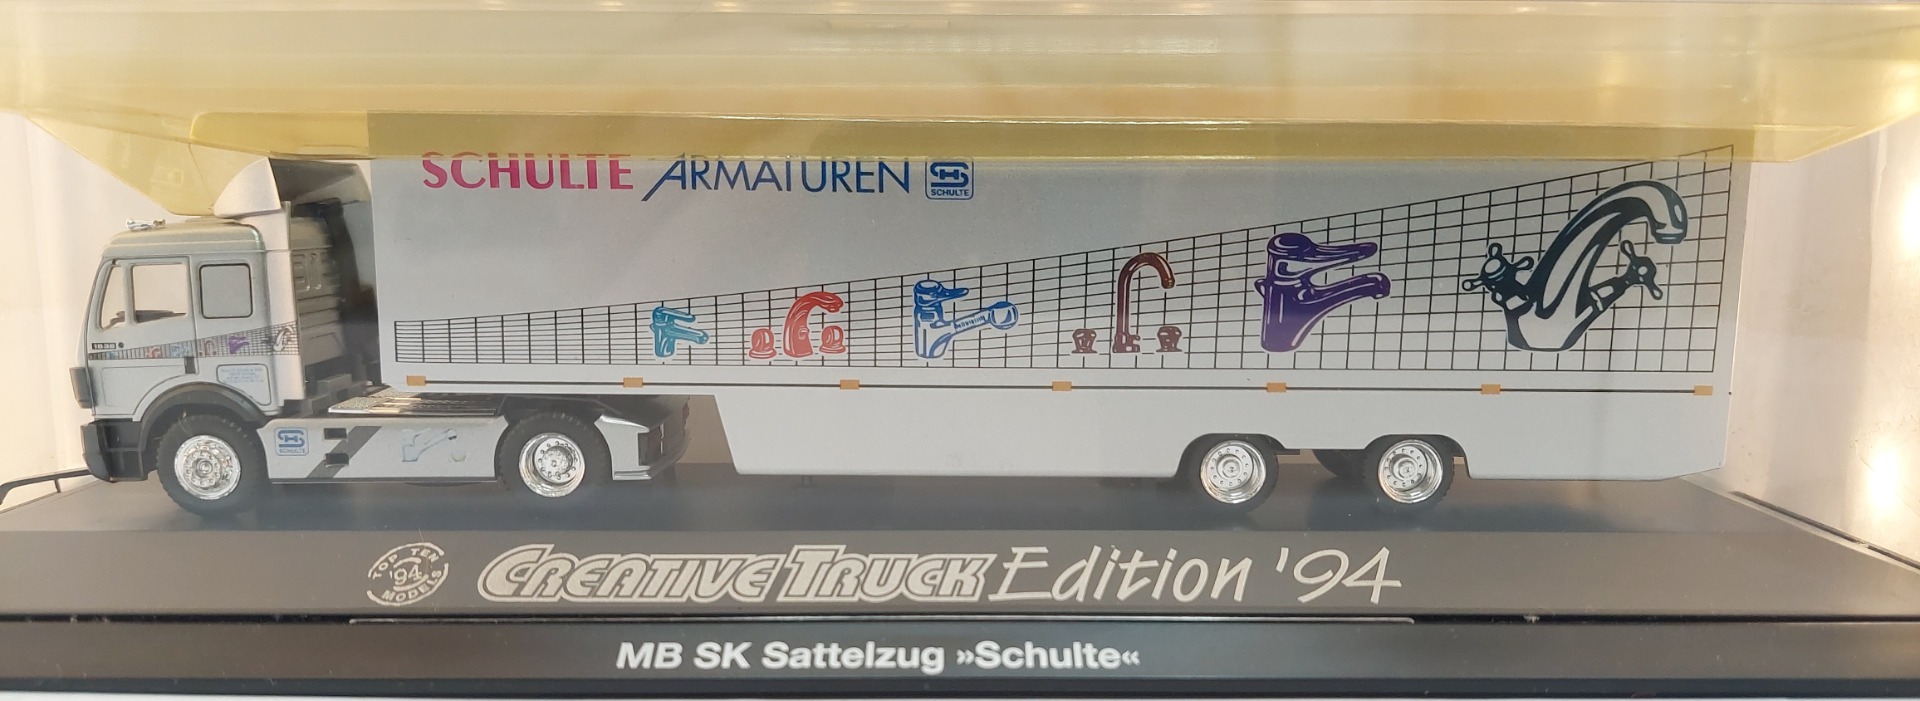 SCHULTE ARMATUREN
SCHULTE
SCHULTE
TOP TEN
'94
MODELS
CREATIVE TRUCK Edition '94
MB SK Sattelzug »Schulte«